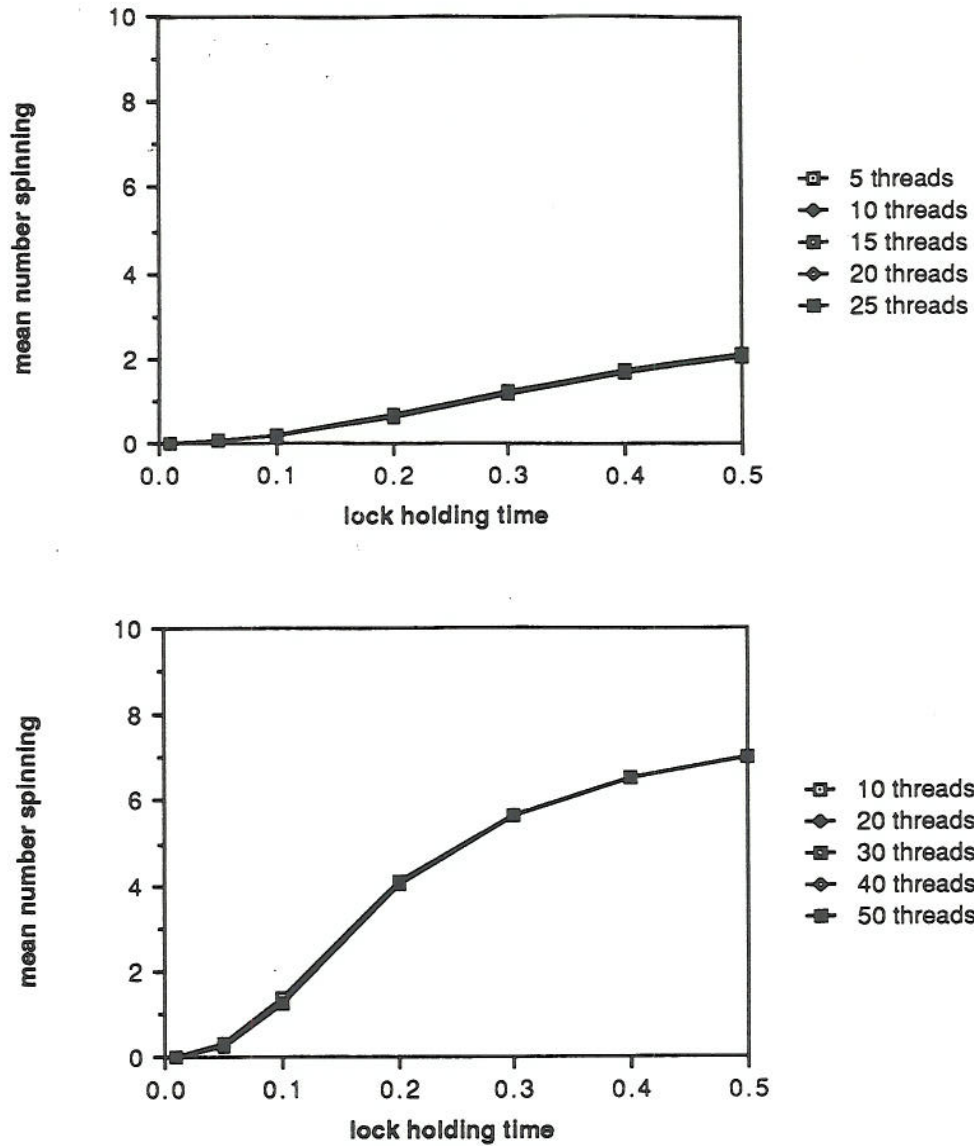 10
8
6
4
2
0
mean number spinning
0.0 0.1 0.2 0.3 0.4 0.5
lock holding time
5 threads
10 threads
15 threads
20 threads
25 threads
10
8
6
4
2
0
mean number spinning
0.0 0.1 0.2 0.3 0.4 0.5
lock holding time
10 threads
20 threads
30 threads
40 threads
50 threads